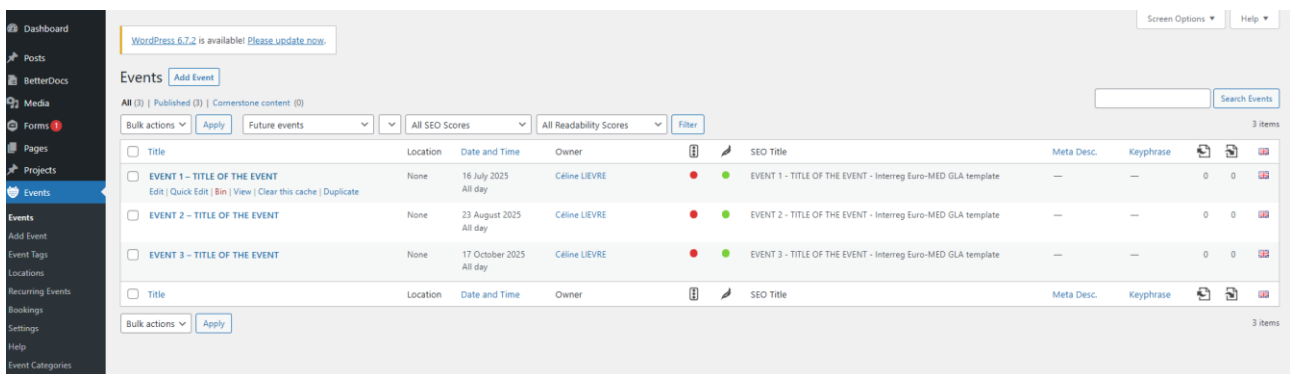 Screen Options ▼ Help ▼
Dashboard
WordPress 6.7.2 is available! Please update now.
Posts
BetterDocs
Media
Forms 1
Pages
Projects
Events
Events
Add Event
Event Tags
Locations
Recurring Events
Bookings
Settings
Help
Event Categories
Events Add Event
All (3) | Published (3) | Cornerstone content (0)
Search Events
Bulk actions Apply Future events All SEO Scores All Readability Scores Filter
3 items
Title Location Date and Time Owner SEO Title Meta Desc. Keyphrase
EVENT 1 – TITLE OF THE EVENT None 16 July 2025 Céline LIEVRE EVENT 1 - TITLE OF THE EVENT - Interreg Euro-MED GLA template — — 0 0
Edit | Quick Edit | Bin | View | Clear this cache | Duplicate All day
EVENT 2 – TITLE OF THE EVENT None 23 August 2025 Céline LIEVRE EVENT 2 - TITLE OF THE EVENT - Interreg Euro-MED GLA template — — 0 0
All day
EVENT 3 – TITLE OF THE EVENT None 17 October 2025 Céline LIEVRE EVENT 3 - TITLE OF THE EVENT - Interreg Euro-MED GLA template — — 0 0
All day
Title Location Date and Time Owner SEO Title Meta Desc. Keyphrase
Bulk actions Apply
3 items